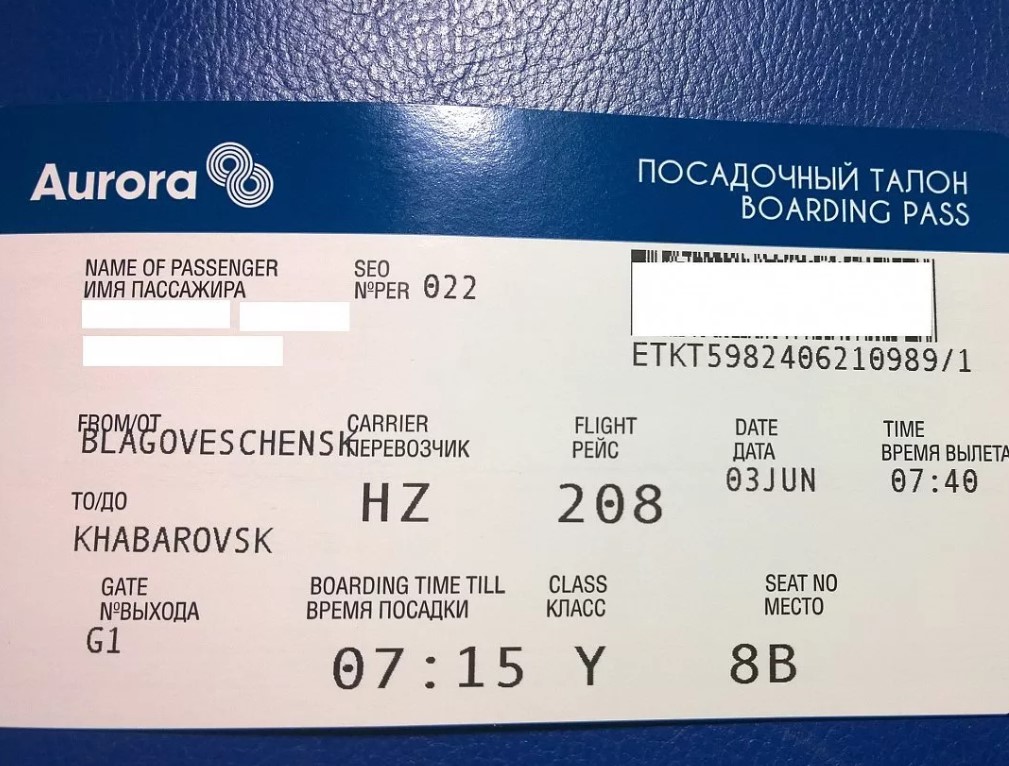 Aurora
ПОСАДОЧНЫЙ ТАЛОН
BOARDING PASS
NAME OF PASSENGER
ИМЯ ПАССАЖИРА
SEO
№PER 022
ETKT5982406210989/1
FROM/ОТ
BLAGOVESCHENSK
CARRIER
ПЕРЕВОЗЧИК
HZ
FLIGHT
РЕЙС
208
DATE
ДАТА
03JUN
TIME
ВРЕМЯ ВЫЛЕТА
07:40
TO/ДО
KHABAROVSK
GATE
№ВЫХОДА
G1
BOARDING TIME TILL
ВРЕМЯ ПОСАДКИ
07:15
CLASS
КЛАСС
Y
SEAT NO
МЕСТО
8B